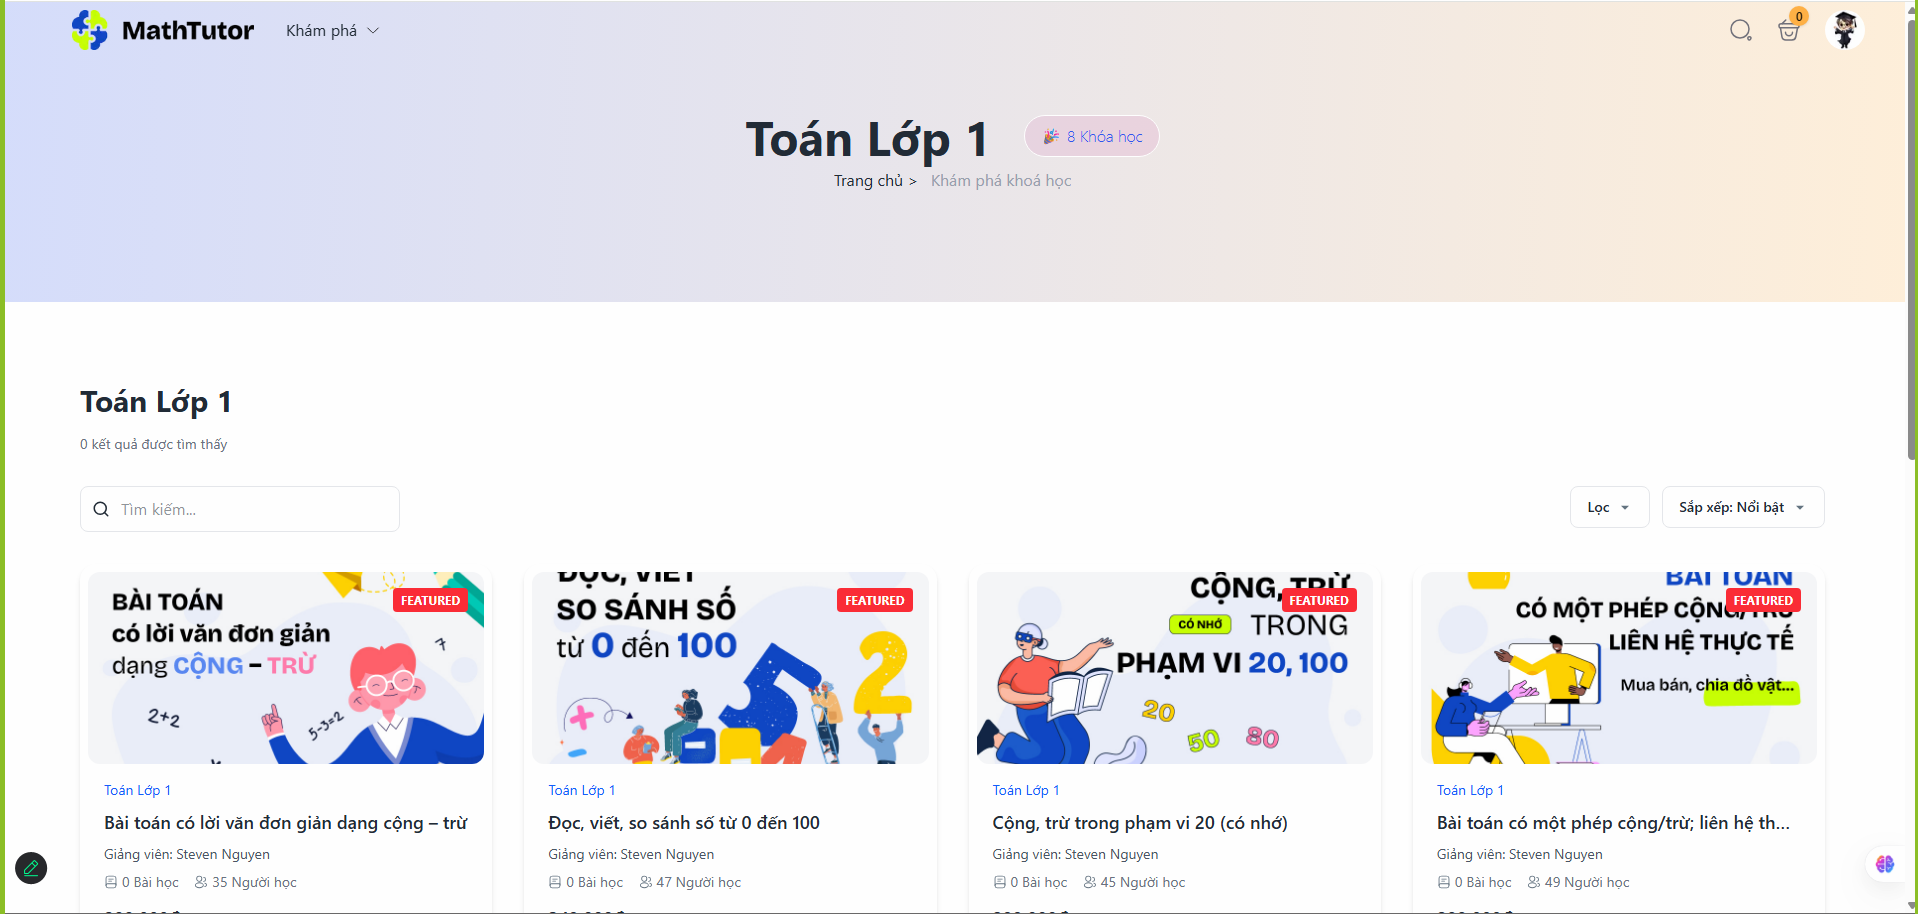 MathTutor
Khám phá
0
Toán Lớp 1
🎉 8 Khóa học
Trang chủ >
Khám phá khoá học
Toán Lớp 1
0 kết quả được tìm thấy
Tìm kiếm...
Lọc
Sắp xếp: Nổi bật
BÀI TOÁN
có lời văn đơn giản
dạng CỘNG – TRỪ
FEATURED
2+2
5-3=2
7
ĐỌC, VIẾT
SO SÁNH SỐ
từ 0 đến 100
FEATURED
5
2
CỘNG, TRỪ
CÓ NHỚ
TRONG
PHẠM VI 20, 100
FEATURED
20
50
80
BÀI TOÁN
CÓ MỘT PHÉP CỘNG/TRỪ
LIÊN HỆ THỰC TẾ
Mua bán, chia đồ vật...
FEATURED
Toán Lớp 1
Bài toán có lời văn đơn giản dạng cộng – trừ
Giảng viên: Steven Nguyen
0 Bài học
35 Người học
Toán Lớp 1
Đọc, viết, so sánh số từ 0 đến 100
Giảng viên: Steven Nguyen
0 Bài học
47 Người học
Toán Lớp 1
Cộng, trừ trong phạm vi 20 (có nhớ)
Giảng viên: Steven Nguyen
0 Bài học
45 Người học
Toán Lớp 1
Bài toán có một phép cộng/trừ; liên hệ th...
Giảng viên: Steven Nguyen
0 Bài học
49 Người học